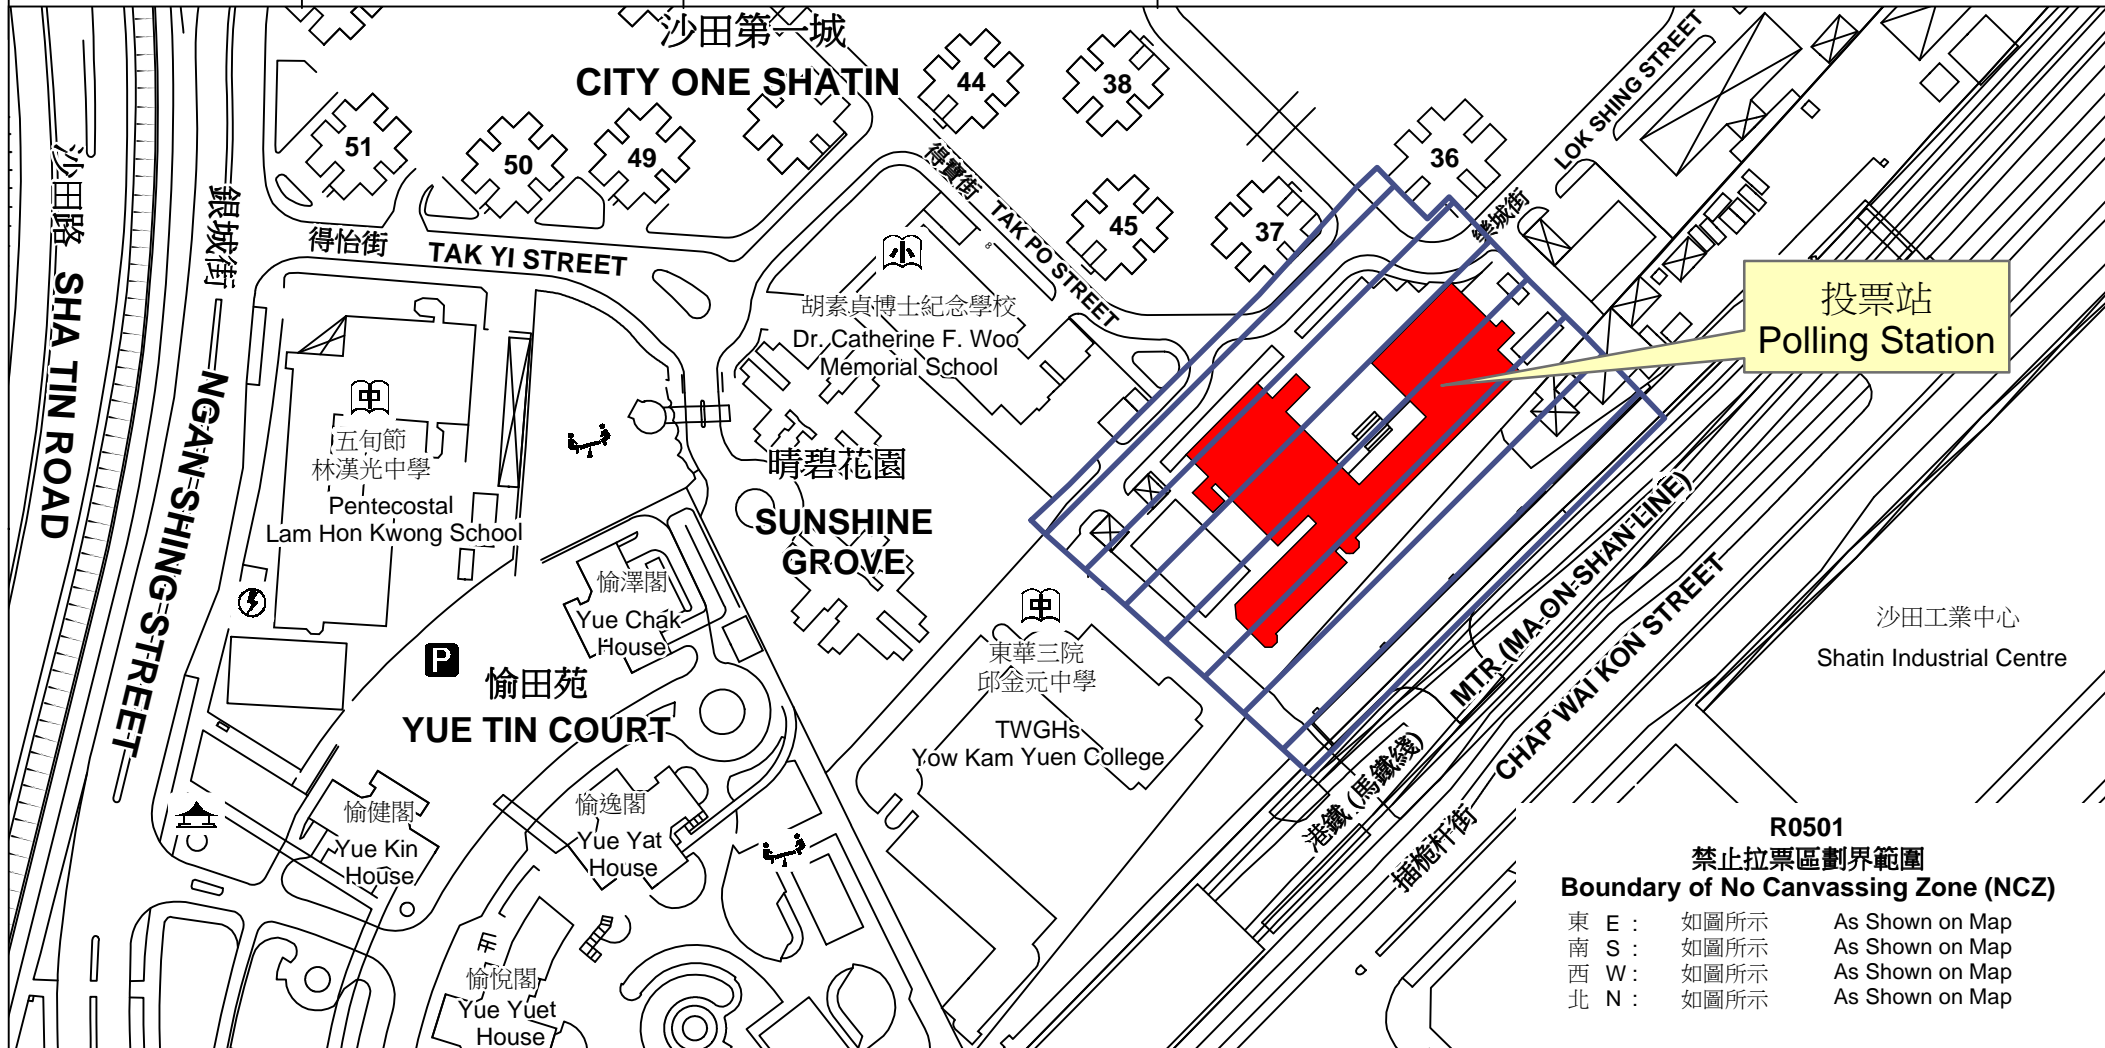 沙田第一城
CITY ONE SHATIN
44
38
36
51
50
49
45
37
沙田路 SHA TIN ROAD
銀城街
NGAN SHING STREET
得怡街 TAK YI STREET
得寶街 TAK PO STREET
樂城街
LOK SHING STREET
8
小
胡素貞博士紀念學校
Dr. Catherine F. Woo
Memorial School
投票站
Polling Station
中
五旬節
林漢光中學
Pentecostal
Lam Hon Kwong School
晴碧花園
SUNSHINE
GROVE
愉澤閣
Yue Chak
House
P
愉田苑
YUE TIN COURT
中
東華三院
邱金元中學
TWGHs
Yow Kam Yuen College
港鐵 (馬鐵綫)
MTR (MA ON SHAN LINE)
插桅杆街
CHAP WAI KON STREET
沙田工業中心
Shatin Industrial Centre
愉健閣
Yue Kin
House
愉逸閣
Yue Yat
House
愉悅閣
Yue Yuet
House
R0501
禁止拉票區劃界範圍
Boundary of No Canvassing Zone (NCZ)
東 E : 如圖所示 As Shown on Map
南 S : 如圖所示 As Shown on Map
西 W : 如圖所示 As Shown on Map
北 N : 如圖所示 As Shown on Map